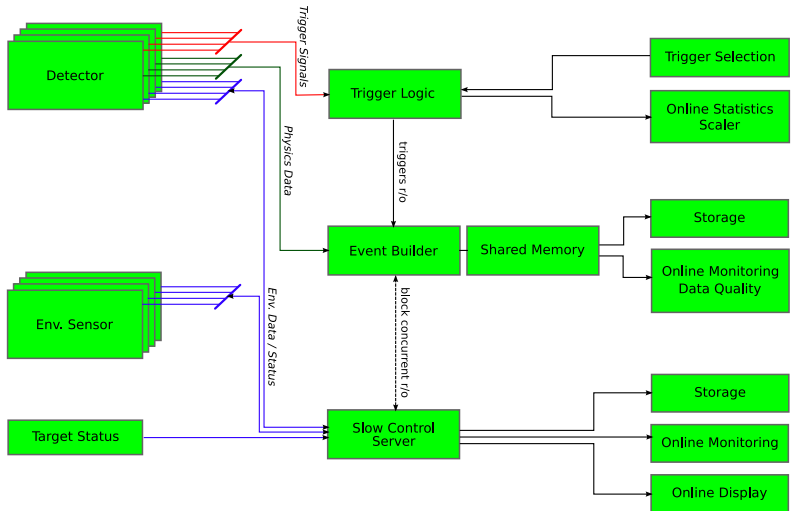 Detector
Trigger Signals
Trigger Logic
Trigger Selection
Online Statistics
Scaler
Physics Data
triggers r/o
Event Builder
Shared Memory
Storage
Online Monitoring
Data Quality
Env. Sensor
Env. Data / Status
block concurrent r/o
Target Status
Slow Control
Server
Storage
Online Monitoring
Online Display